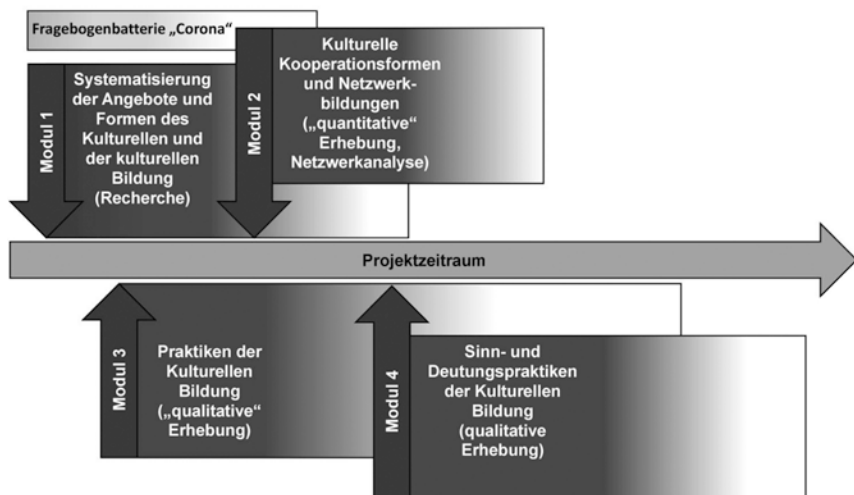 Fragebogenbatterie „Corona“
Modul 1
Systematisierung
der Angebote und
Formen des
Kulturellen und
der kulturellen
Bildung
(Recherche)
Modul 2
Kulturelle
Kooperationsformen
und Netzwerk-
bildungen
(„quantitative“
Erhebung,
Netzwerkanalyse)
Projektzeitraum
Modul 3
Praktiken der
Kulturellen
Bildung
(„qualitative“
Erhebung)
Modul 4
Sinn- und
Deutungspraktiken
der Kulturellen
Bildung
(qualitative
Erhebung)